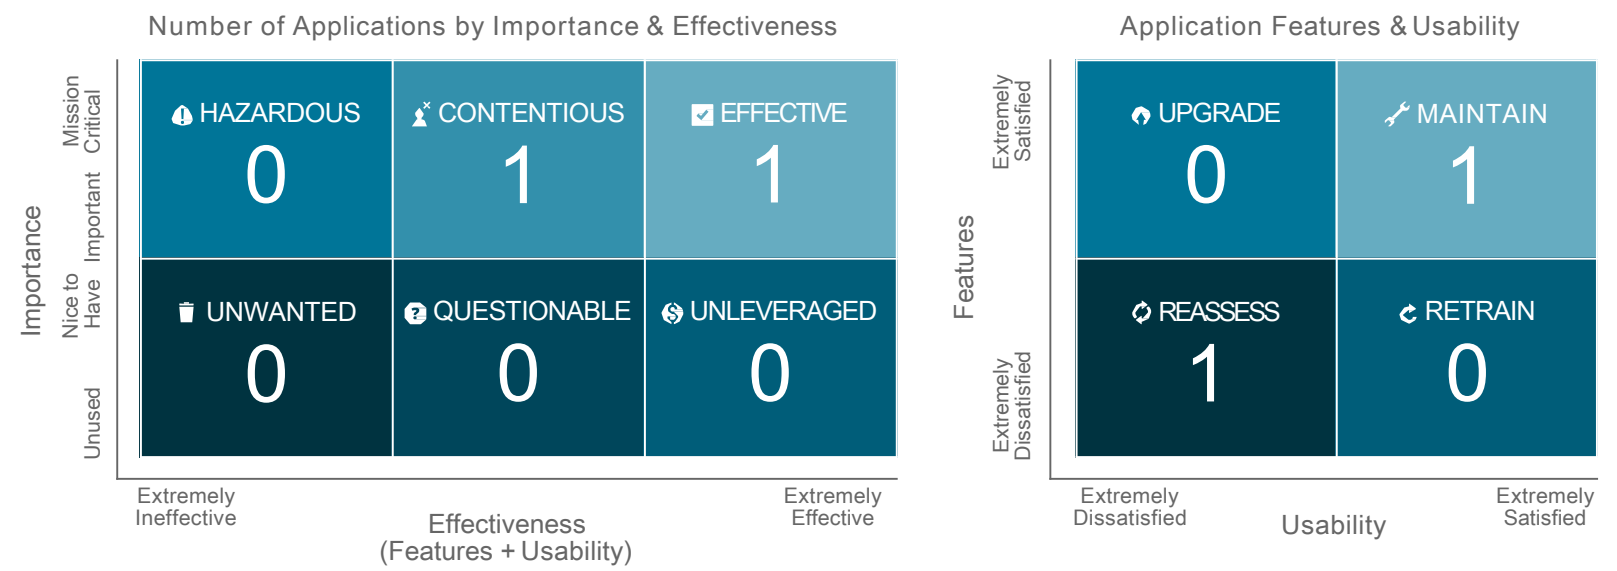 Number of Applications by Importance & Effectiveness
Importance
Mission
Critical
Important
Nice to
Have
Unused
HAZARDOUS
0
CONTENTIOUS
1
EFFECTIVE
1
UNWANTED
0
QUESTIONABLE
0
UNLEVERAGED
0
Extremely
Ineffective
Effectiveness
(Features + Usability)
Extremely
Effective
Application Features & Usability
Features
Extremely
Satisfied
Extremely
Dissatisfied
UPGRADE
0
MAINTAIN
1
REASSESS
1
RETRAIN
0
Extremely
Dissatisfied
Usability
Extremely
Satisfied